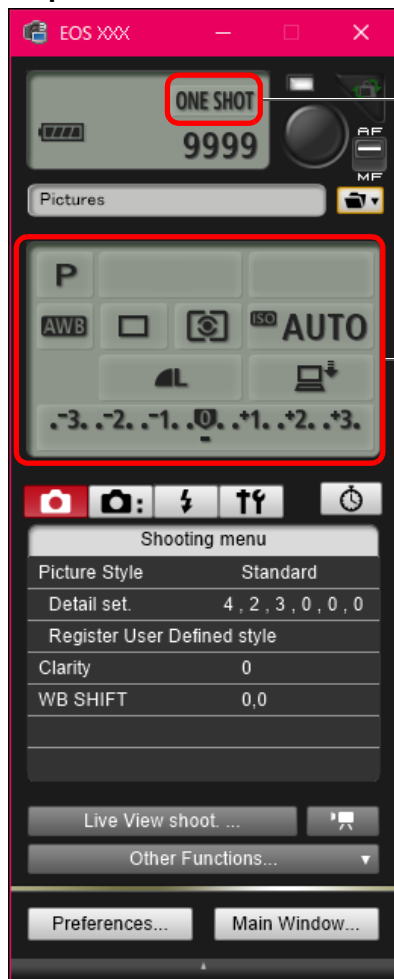 EOS XXX
ONE SHOT
9999
AF
MF
Pictures
P
AWB ISO AUTO
L
.-3. .-2. .-1. .0. .+1. .+2. .+3.
Shooting menu
Picture Style Standard
Detail set. 4 , 2 , 3 , 0 , 0 , 0
Register User Defined style
Clarity 0
WB SHIFT 0,0
Live View shoot. ...
Other Functions...
Preferences... Main Window...